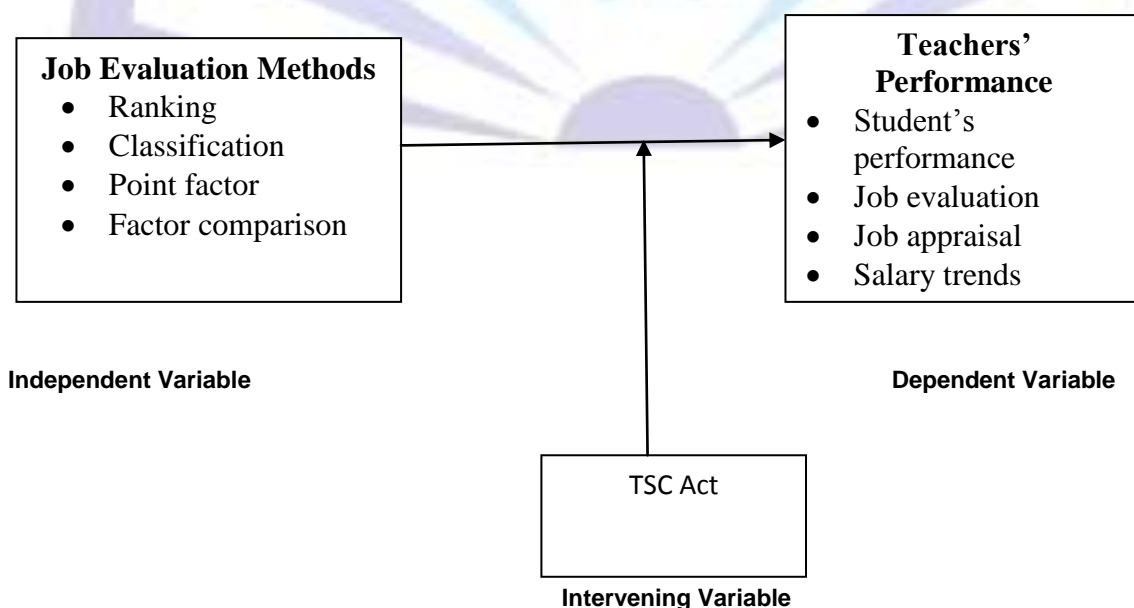 Job Evaluation Methods
• Ranking
• Classification
• Point factor
• Factor comparison
Teachers’
Performance
• Student’s
performance
• Job evaluation
• Job appraisal
• Salary trends
Independent Variable
Dependent Variable
TSC Act
Intervening Variable